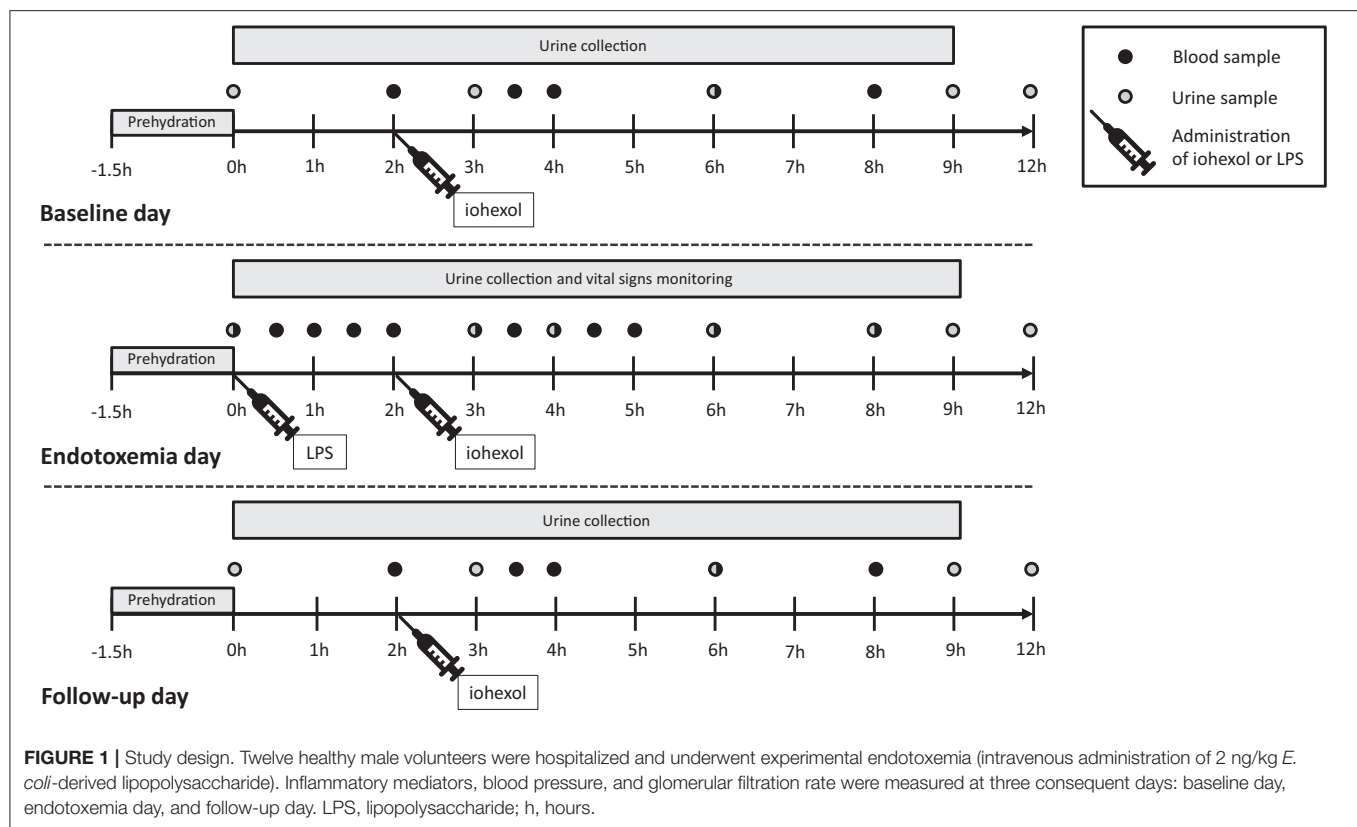 Urine collection
Prehydration
-1.5h 0h 1h 2h 3h 4h 5h 6h 7h 8h 9h 12h
iohexol
Baseline day
Blood sample
Urine sample
Administration
of iohexol or LPS
Urine collection and vital signs monitoring
Prehydration
-1.5h 0h 1h 2h 3h 4h 5h 6h 7h 8h 9h 12h
LPS
iohexol
Endotoxemia day
Urine collection
Prehydration
-1.5h 0h 1h 2h 3h 4h 5h 6h 7h 8h 9h 12h
iohexol
Follow-up day
FIGURE 1 | Study design. Twelve healthy male volunteers were hospitalized and underwent experimental endotoxemia (intravenous administration of 2 ng/kg E.
coli-derived lipopolysaccharide). Inflammatory mediators, blood pressure, and glomerular filtration rate were measured at three consequent days: baseline day,
endotoxemia day, and follow-up day. LPS, lipopolysaccharide; h, hours.